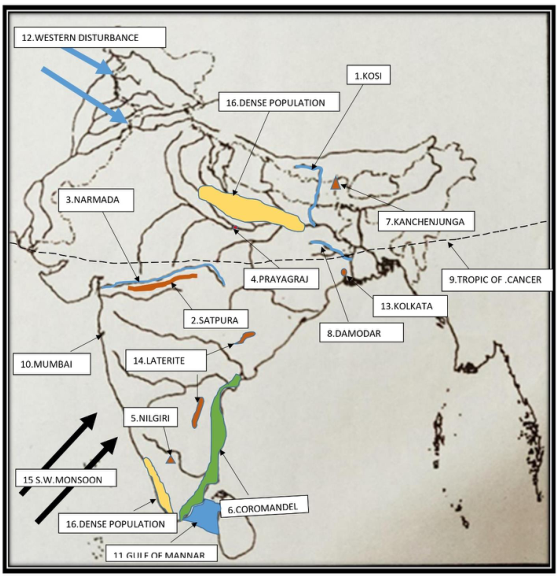 12.WESTERN DISTURBANCE
1.KOSI
16.DENSE POPULATION
3.NARMADA
7.KANCHENJUNGA
4.PRAYAGRAJ
9.TROPIC OF .CANCER
13.KOLKATA
2.SATPURA
8.DAMODAR
14.LATERITE
10.MUMBAI
5.NILGIRI
15 S.W.MONSOON
6.COROMANDEL
16.DENSE POPULATION
11 GULF OF MANNAR